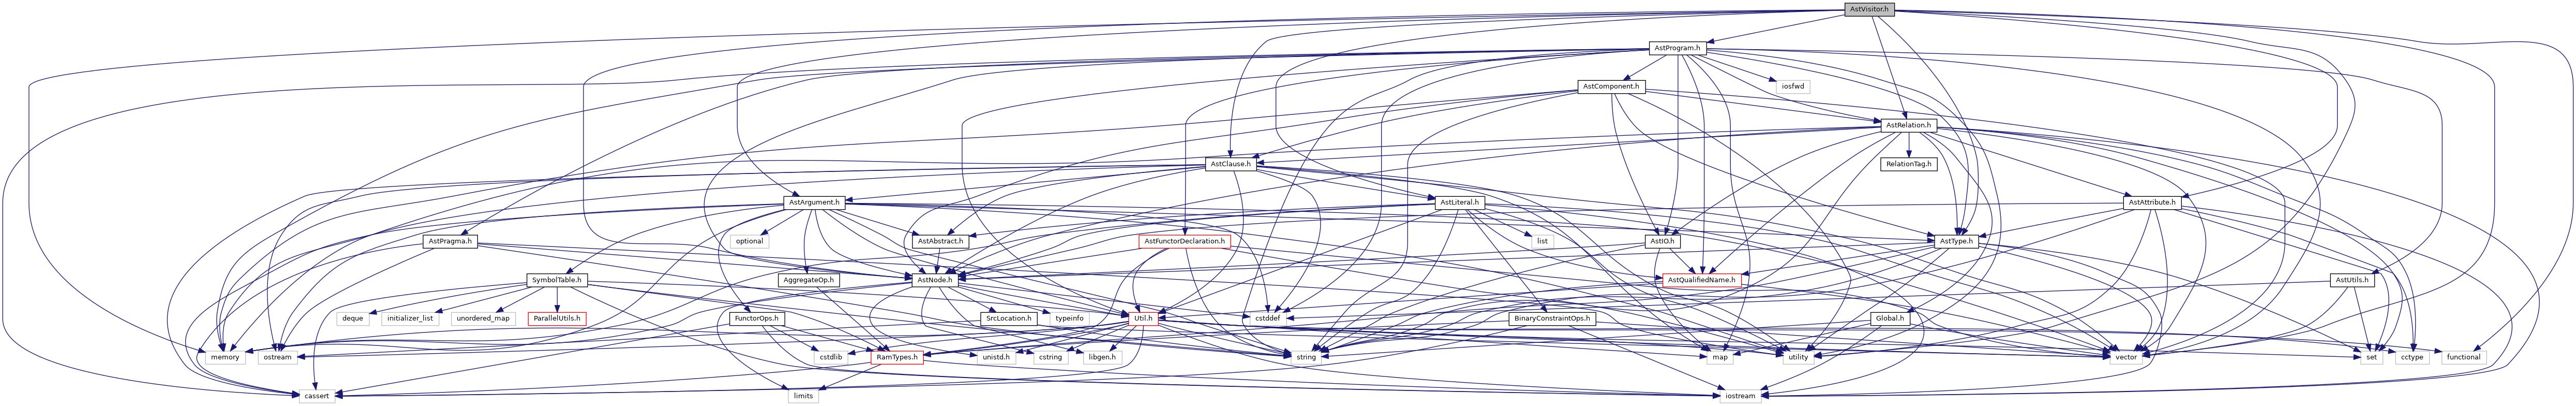 AstVisitor.h
AstProgram.h
AstComponent.h
iosfwd
AstRelation.h
AstClause.h
RelationTag.h
AstArgument.h
AstLiteral.h
AstAttribute.h
AstPragma.h
optional
AstAbstract.h
AstFunctorDeclaration.h
list
AstIO.h
AstType.h
SymbolTable.h
AggregateOp.h
AstNode.h
AstQualifiedName.h
AstUtils.h
deque
initializer_list
unordered_map
ParallelUtils.h
FunctorOps.h
SrcLocation.h
typeinfo
Util.h
cstddef
BinaryConstraintOps.h
Global.h
memory
ostream
cstdlib
RamTypes.h
unistd.h
cstring
libgen.h
string
map
utility
vector
set
cctype
functional
cassert
limits
iostream